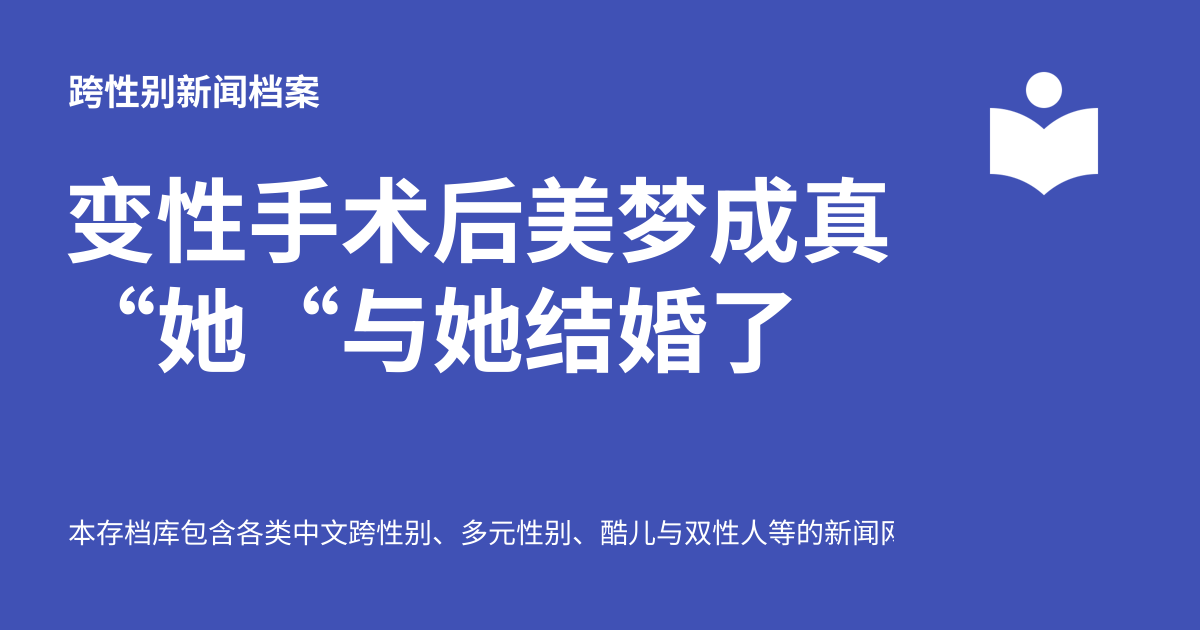 跨性别新闻档案
变性手术后美梦成真
“她“与她结婚了
本存档库包含各类中文跨性别、多元性别、酷儿与双性人等的新闻